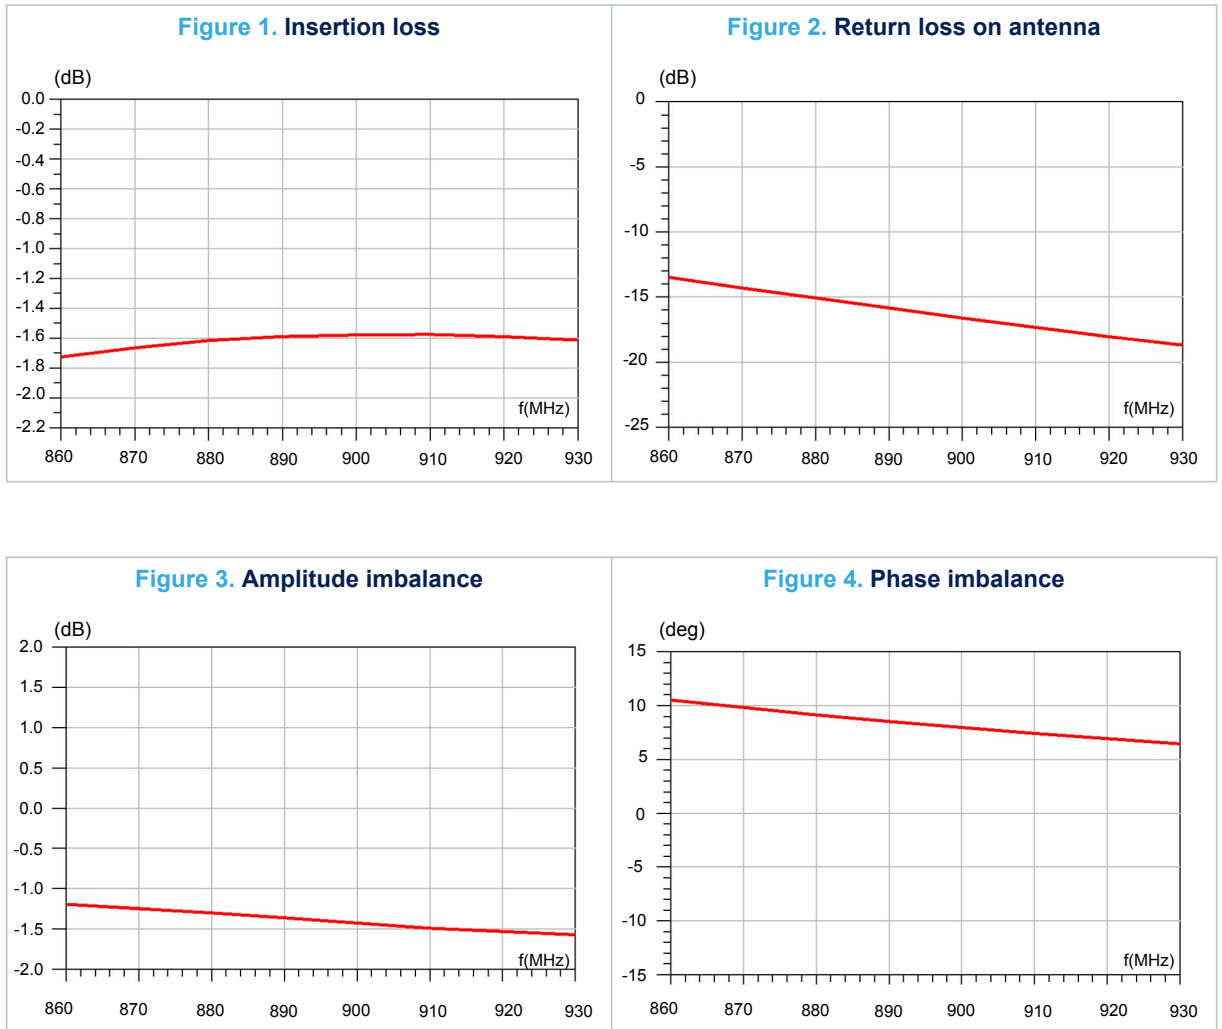 Figure 1. Insertion loss
(dB)
0.0
-0.2
-0.4
-0.6
-0.8
-1.0
-1.2
-1.4
-1.6
-1.8
-2.0
-2.2
f(MHz)
860 870 880 890 900 910 920 930
Figure 2. Return loss on antenna
(dB)
0
-5
-10
-15
-20
-25
f(MHz)
860 870 880 890 900 910 920 930
Figure 3. Amplitude imbalance
(dB)
2.0
1.5
1.0
0.5
0.0
-0.5
-1.0
-1.5
-2.0
f(MHz)
860 870 880 890 900 910 920 930
Figure 4. Phase imbalance
(deg)
15
10
5
0
-5
-10
-15
f(MHz)
860 870 880 890 900 910 920 930